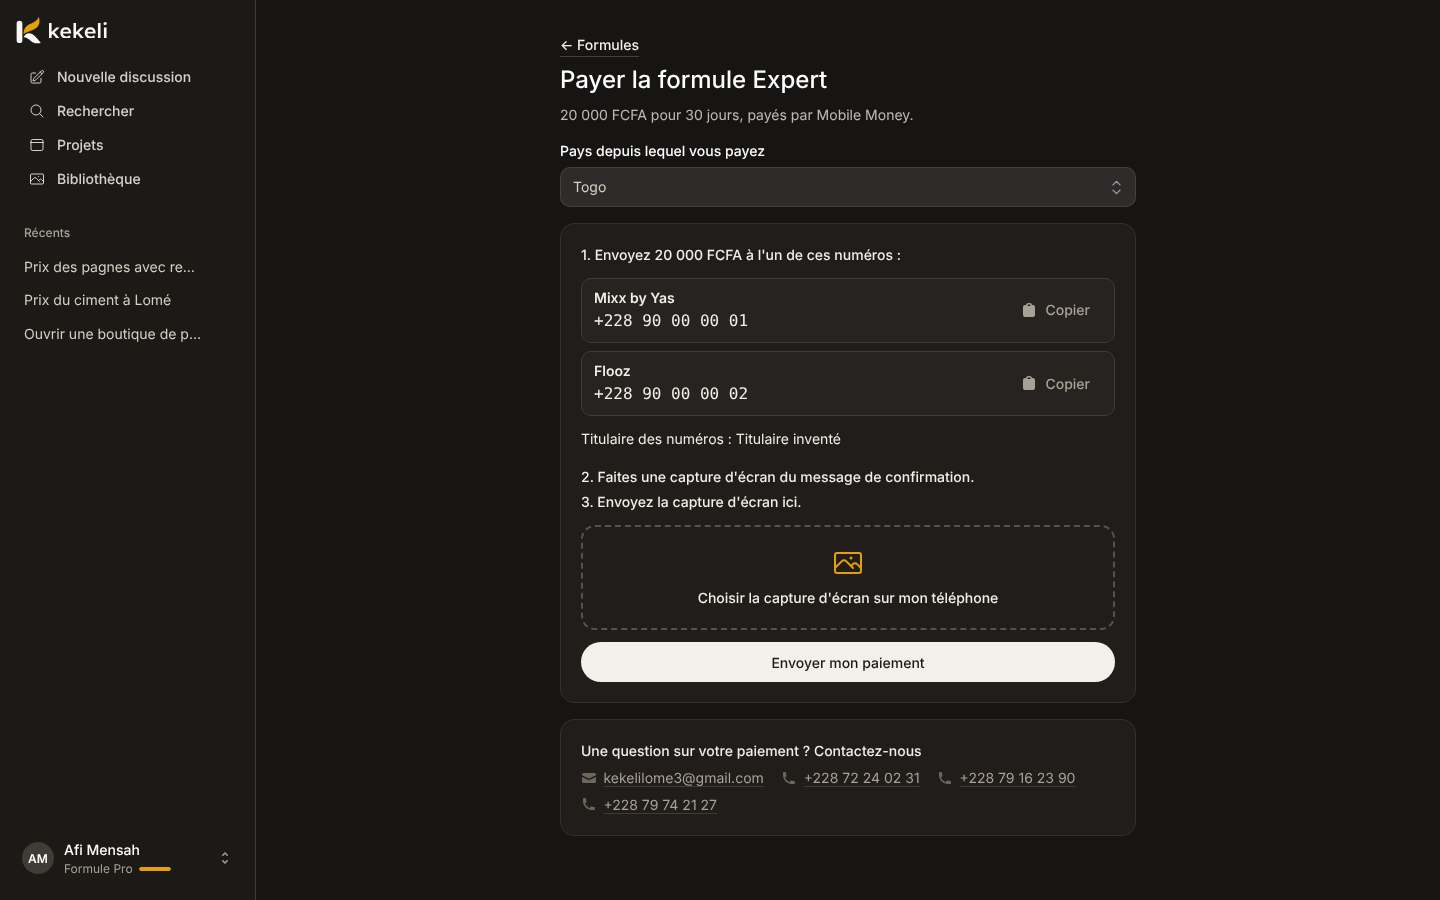 kekeli
Nouvelle discussion
Rechercher
Projets
Bibliothèque
Récents
Prix des pagnes avec re...
Prix du ciment à Lomé
Ouvrir une boutique de p...
AM
Afi Mensah
Formule Pro
← Formules
Payer la formule Expert
20 000 FCFA pour 30 jours, payés par Mobile Money.
Pays depuis lequel vous payez
Togo
1. Envoyez 20 000 FCFA à l'un de ces numéros :
Mixx by Yas
+228 90 00 00 01
Copier
Flooz
+228 90 00 00 02
Copier
Titulaire des numéros : Titulaire inventé
2. Faites une capture d'écran du message de confirmation.
3. Envoyez la capture d'écran ici.
Choisir la capture d'écran sur mon téléphone
Envoyer mon paiement
Une question sur votre paiement ? Contactez-nous
kekelilome3@gmail.com +228 72 24 02 31 +228 79 16 23 90
+228 79 74 21 27